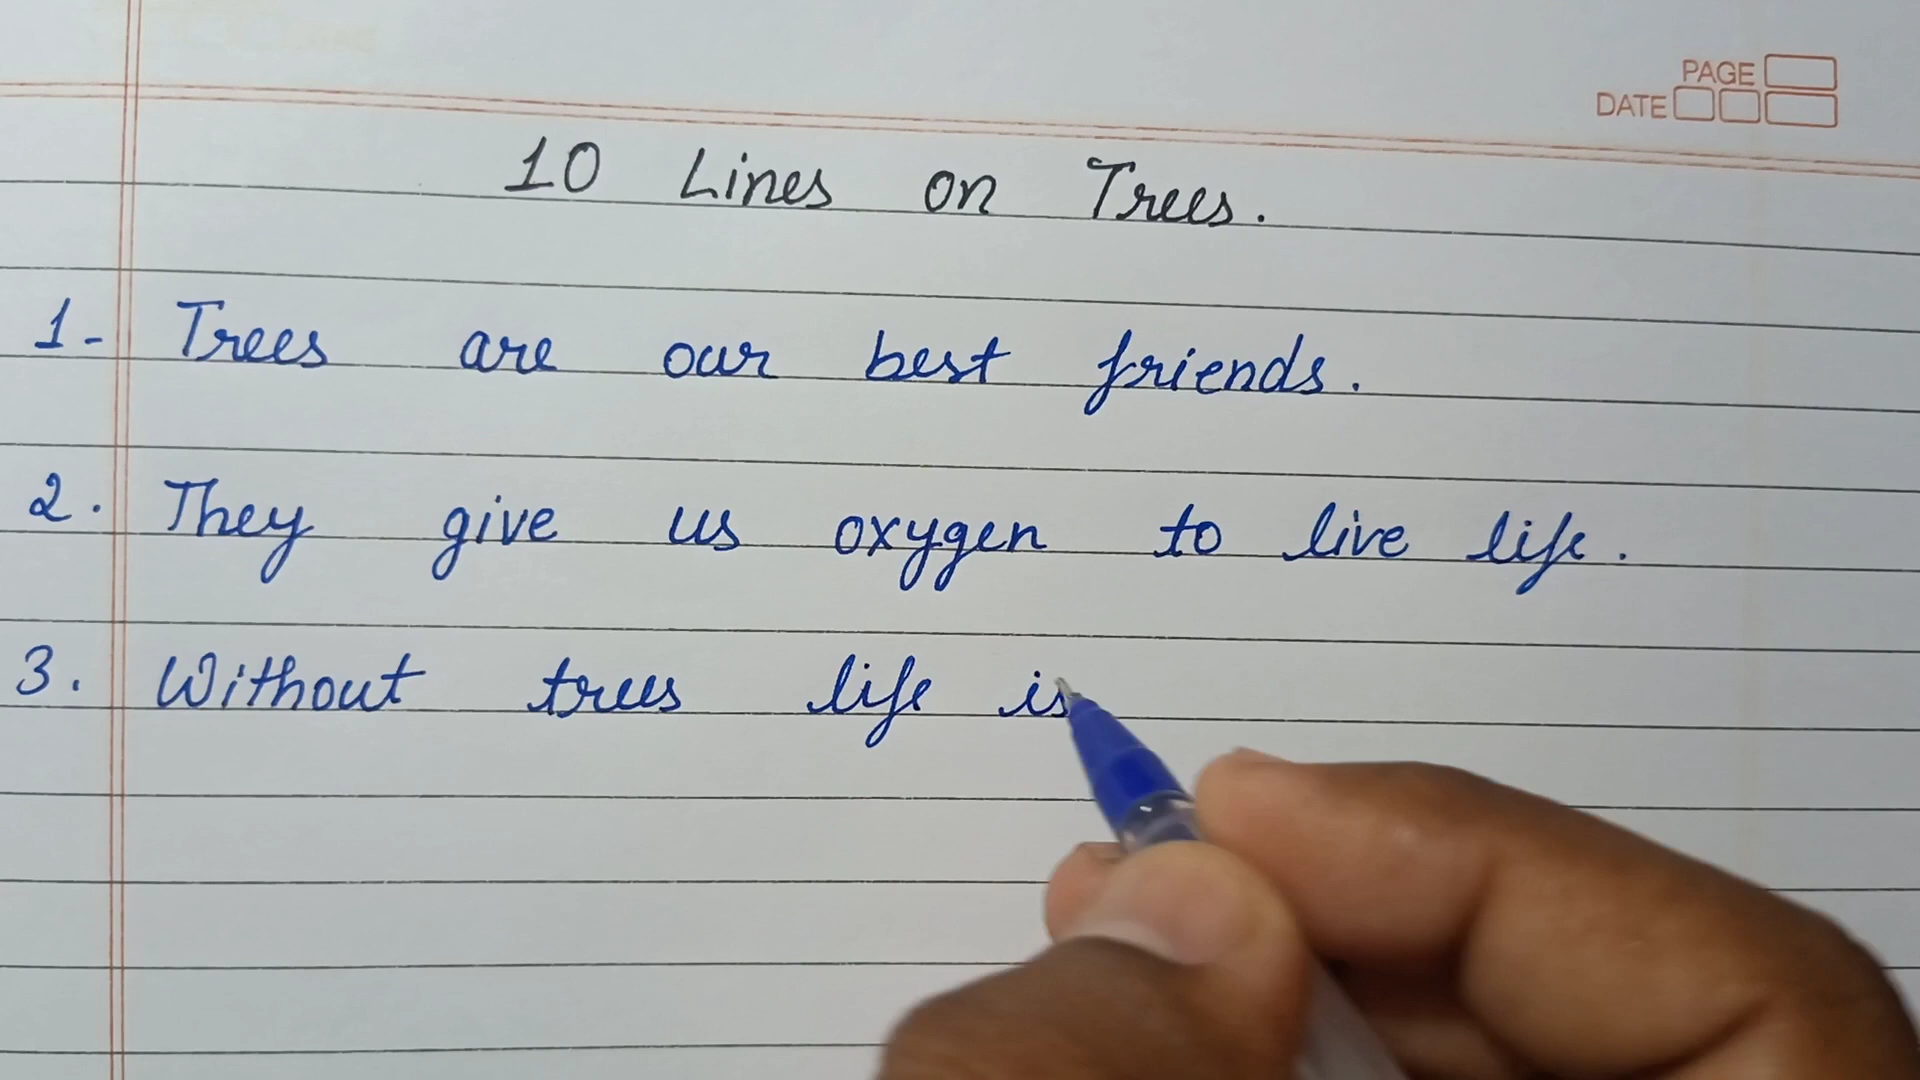 PAGE
DATE
10 Lines on Trees.
1- Trees are our best friends.
2. They give us oxygen to live life.
3. Without trees life is